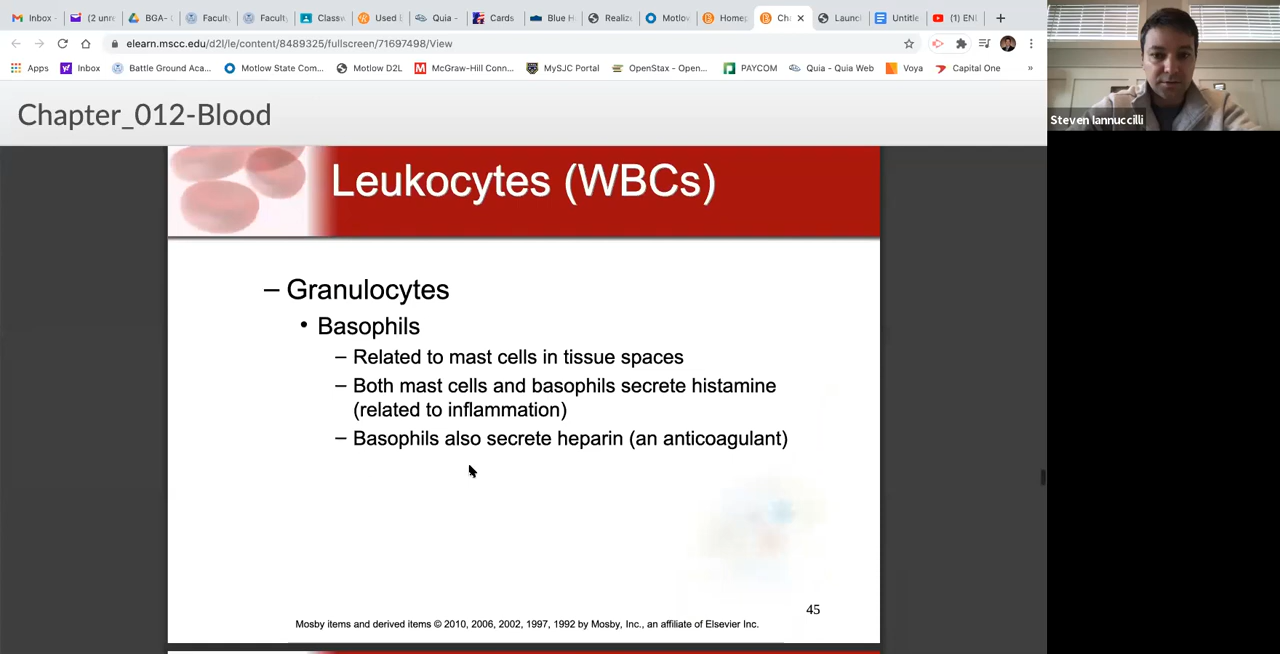 Inbox (2 unr BGA- Faculty Faculty Classw Used Quia - Cards Blue H Realiz Motlov Home Cha Launc Untitle (1) EN
elearn.mscc.edu/d2l/le/content/8489325/fullscreen/71697498/View
Apps Inbox Battle Ground Aca... Motlow State Com... Motlow D2L McGraw-Hill Conn... MySJC Portal OpenStax - Open... PAYCOM Quia - Quia Web Voya Capital One »
Steven Iannuccilli
Chapter_012-Blood
Leukocytes (WBCs)
– Granulocytes
• Basophils
– Related to mast cells in tissue spaces
– Both mast cells and basophils secrete histamine
(related to inflammation)
– Basophils also secrete heparin (an anticoagulant)
45
Mosby items and derived items © 2010, 2006, 2002, 1997, 1992 by Mosby, Inc., an affiliate of Elsevier Inc.